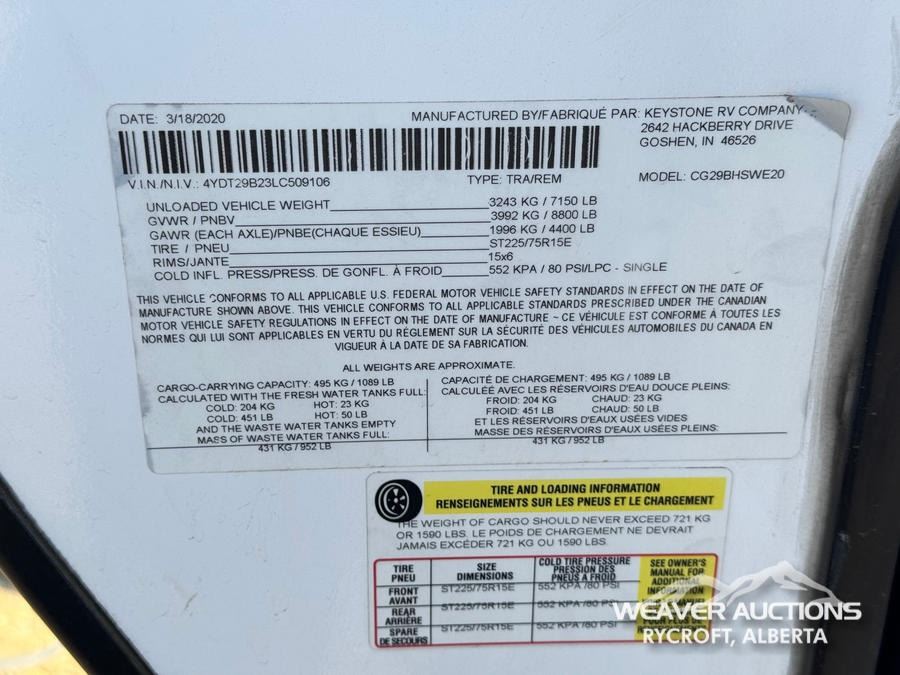 DATE: 3/18/2020
MANUFACTURED BY/FABRIQUÉ PAR: KEYSTONE RV COMPANY
2642 HACKBERRY DRIVE
GOSHEN, IN 46526
V.I.N./N.I.V.: 4YDT29B23LC509106 TYPE: TRA/REM MODEL: CG29BHSWE20
UNLOADED VEHICLE WEIGHT 3243 KG / 7150 LB
GVWR / PNBV 3992 KG / 8800 LB
GAWR (EACH AXLE)/PNBE(CHAQUE ESSIEU) 1996 KG / 4400 LB
TIRE / PNEU ST225/75R15E
RIMS/JANTE 15x6
COLD INFL. PRESS/PRESS. DE GONFL. À FROID 552 KPA / 80 PSI/LPC - SINGLE
THIS VEHICLE CONFORMS TO ALL APPLICABLE U.S. FEDERAL MOTOR VEHICLE SAFETY STANDARDS IN EFFECT ON THE DATE OF
MANUFACTURE SHOWN ABOVE. THIS VEHICLE CONFORMS TO ALL APPLICABLE STANDARDS PRESCRIBED UNDER THE CANADIAN
MOTOR VEHICLE SAFETY REGULATIONS IN EFFECT ON THE DATE OF MANUFACTURE ~ CE VÉHICULE EST CONFORME À TOUTES LES
NORMES QUI LUI SONT APPLICABLES EN VERTU DU RÉGLEMENT SUR LA SÉCURITÉ DES VÉHICULES AUTOMOBILES DU CANADA EN
VIGUEUR À LA DATE DE SA FABRICATION.
ALL WEIGHTS ARE APPROXIMATE.
CARGO-CARRYING CAPACITY: 495 KG / 1089 LB
CALCULATED WITH THE FRESH WATER TANKS FULL:
COLD: 204 KG HOT: 23 KG
COLD: 451 LB HOT: 50 LB
AND THE WASTE WATER TANKS EMPTY
MASS OF WASTE WATER TANKS FULL:
431 KG / 952 LB
CAPACITÉ DE CHARGEMENT: 495 KG / 1089 LB
CALCULÉE AVEC LES RÉSERVOIRS D'EAU DOUCE PLEINS:
FROID: 204 KG CHAUD: 23 KG
FROID: 451 LB CHAUD: 50 LB
ET LES RÉSERVOIRS D'EAUX USÉES VIDES
MASSE DES RÉSERVOIRS D'EAUX USÉES PLEINS:
431 KG / 952 LB
TIRE AND LOADING INFORMATION
RENSEIGNEMENTS SUR LES PNEUS ET LE CHARGEMENT
THE WEIGHT OF CARGO SHOULD NEVER EXCEED 721 KG
OR 1590 LBS. LE POIDS DE CHARGEMENT NE DEVRAIT
JAMAIS EXCÉDER 721 KG OU 1590 LBS.
TIRE
PNEU
SIZE
DIMENSIONS
COLD TIRE PRESSURE
PRESSION DES
PNEUS A FROID
SEE OWNER'S
MANUAL FOR
ADDITIONAL
INFORMATION
FRONT
AVANT
ST225/75R15E 552 KPA /80 PSI
REAR
ARRIÈRE
ST225/75R15E 552 KPA /80 PSI
SPARE
DE SECOURS
ST225/75R15E 552 KPA /80 PSI
WEAVER AUCTIONS
RYCROFT, ALBERTA